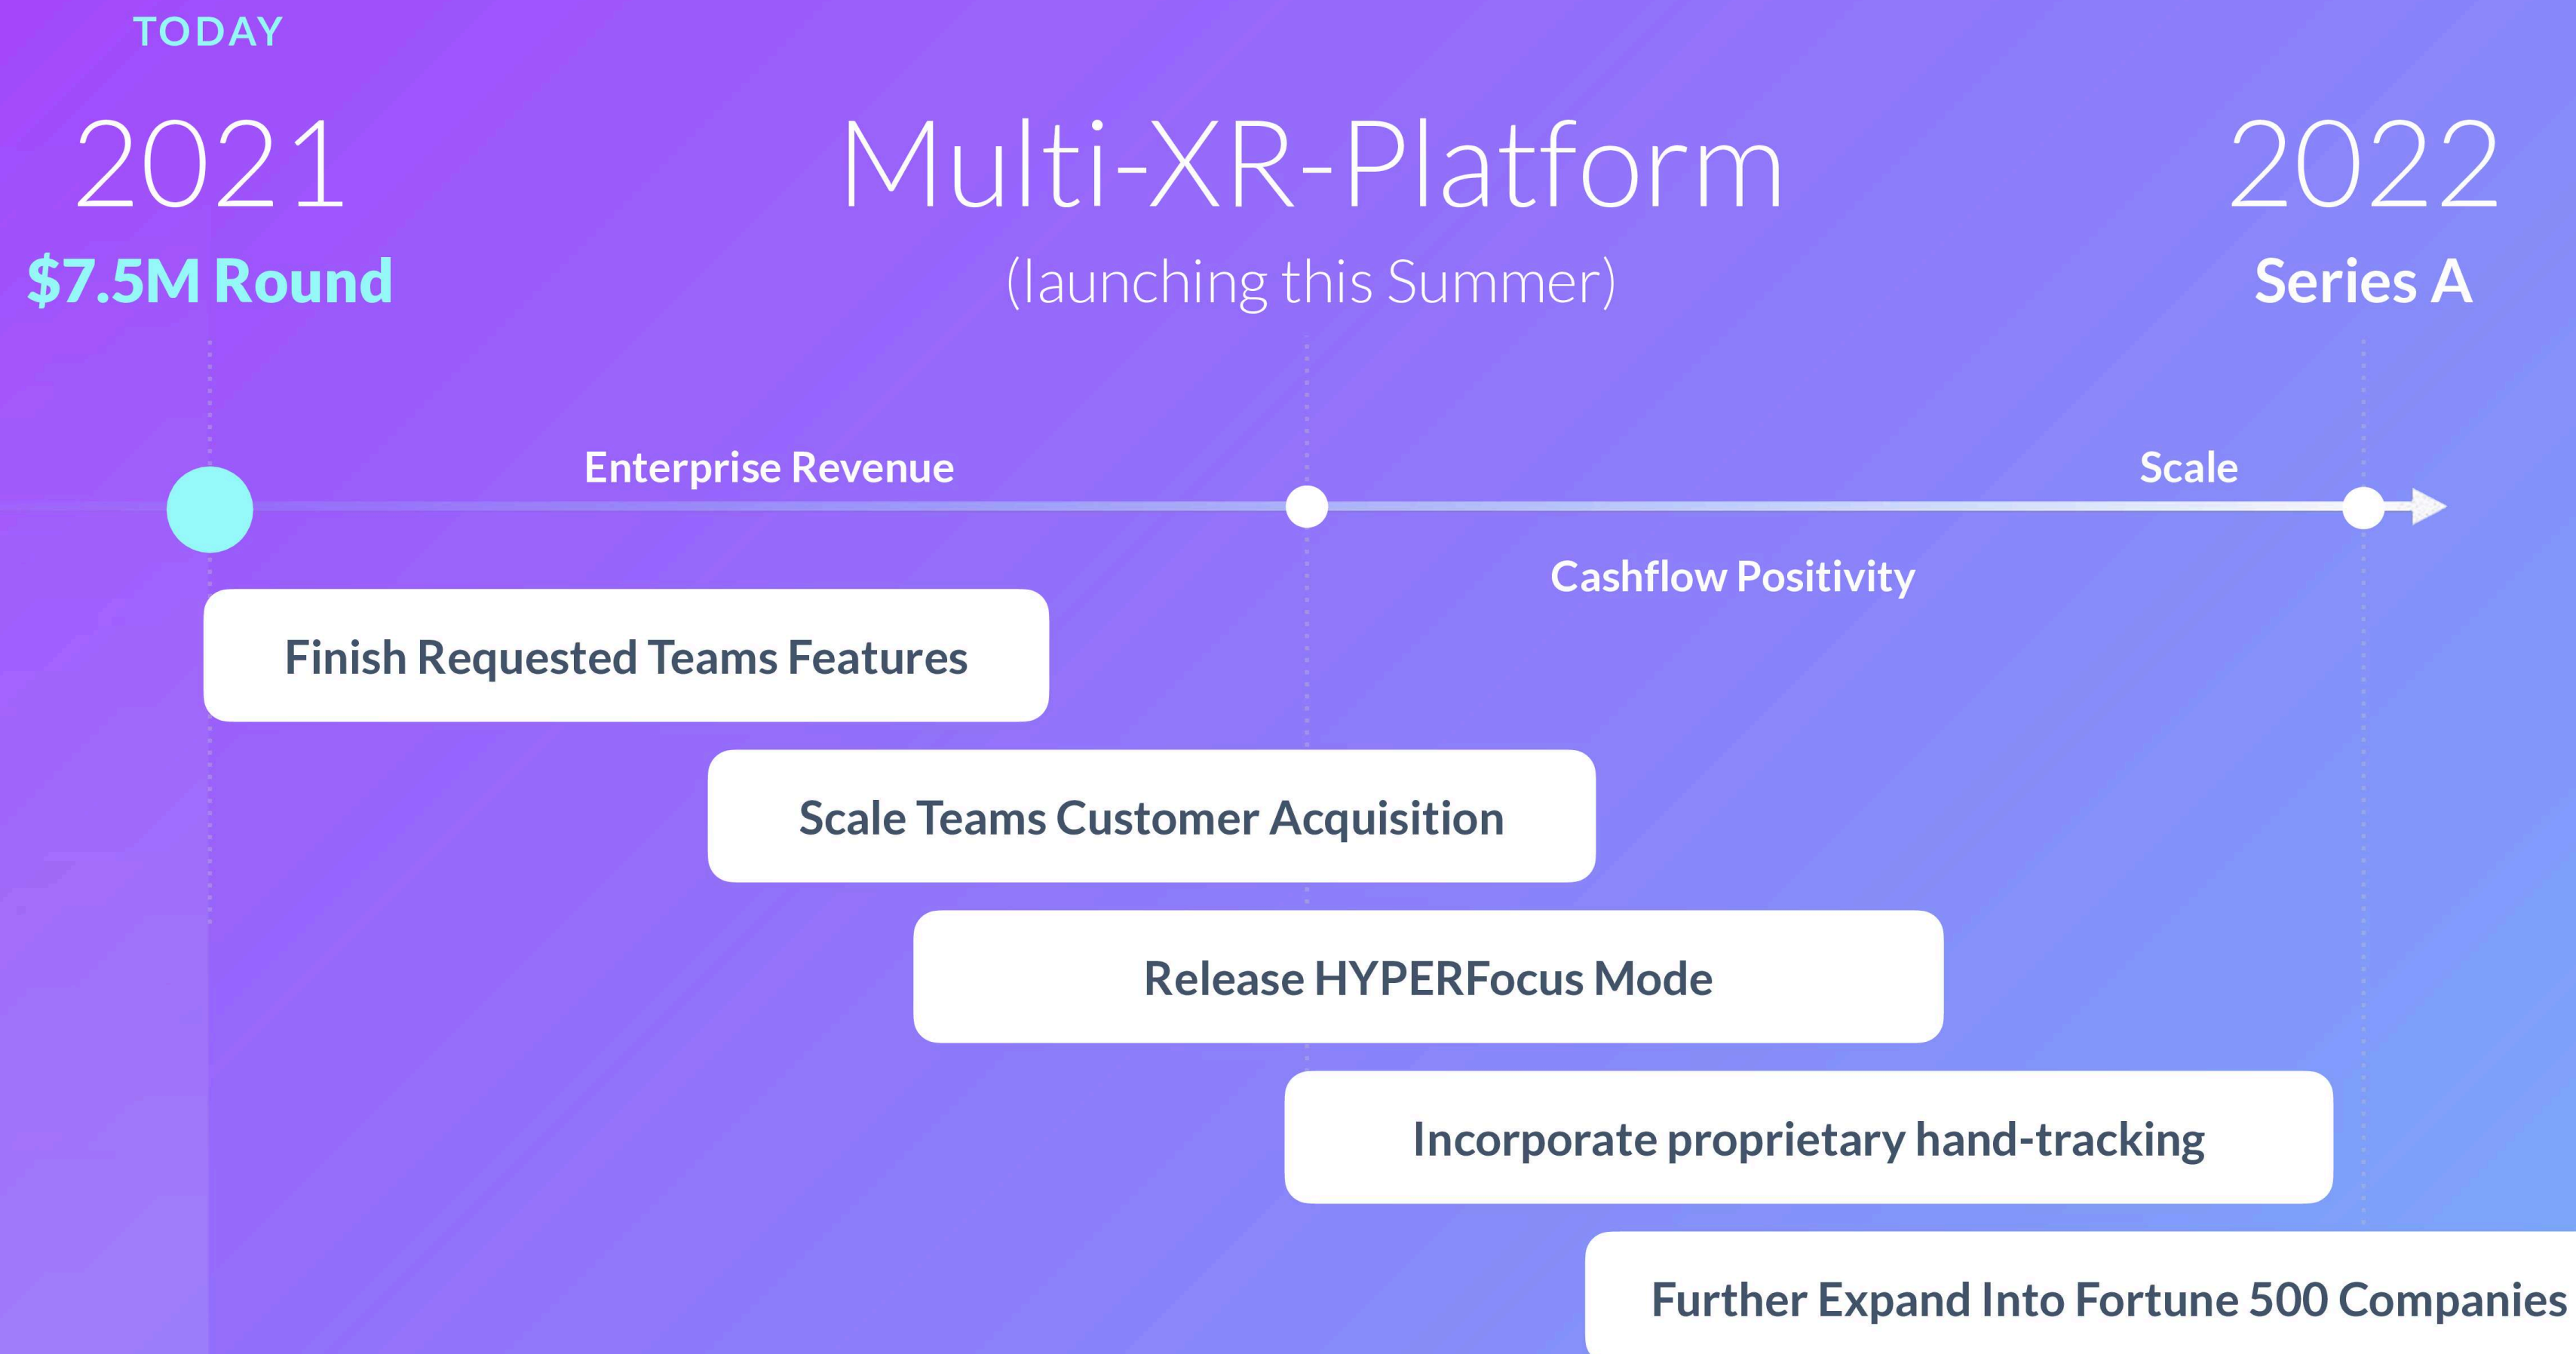 TODAY
2021
$7.5M Round
Multi-XR-Platform
(launching this Summer)
2022
Series A
Enterprise Revenue
Scale
Cashflow Positivity
Finish Requested Teams Features
Scale Teams Customer Acquisition
Release HYPERFocus Mode
Incorporate proprietary hand-tracking
Further Expand Into Fortune 500 Companies